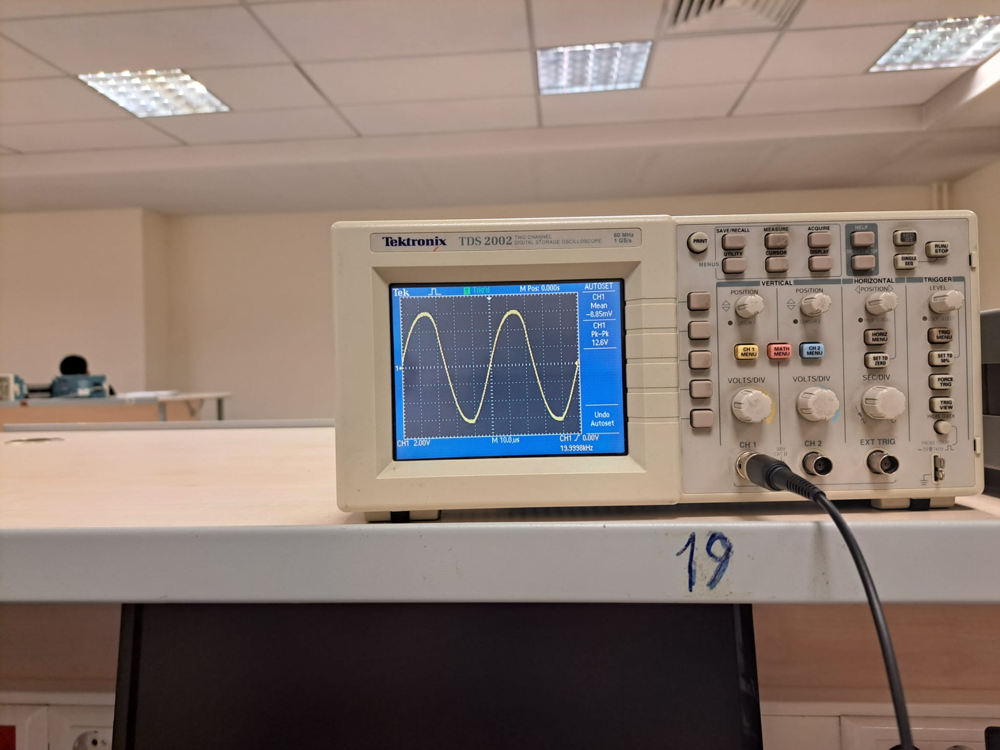 Tektronix TDS 2002 TWO CHANNEL
DIGITAL STORAGE OSCILLOSCOPE
60 MHz
1 GS/s
Tek
T Trig'd
M Pos: 0.000s
AUTOSET
CH1
Mean
-8.85mV
CH1
Pk-Pk
12.6V
Undo
Autoset
1
CH1 2.00V
M 10.0µs
CH1 0.00V
19.9998kHz
PRINT
SAVE/RECALL
MEASURE
ACQUIRE
HELP
AUTO
SET
RUN/
STOP
MENUS
UTILITY
CURSOR
DISPLAY
DEFAULT SETUP
SINGLE
SEQ
VERTICAL
HORIZONTAL
TRIGGER
POSITION
POSITION
POSITION
LEVEL
CURSOR 1
CURSOR 2
HELP SCROLL
USER SELECT
CH 1
MENU
MATH
MENU
CH 2
MENU
HORIZ
MENU
SET TO
ZERO
TRIG
MENU
SET TO
50%
FORCE
TRIG
TRIG
VIEW
PROBE CHECK
VOLTS/DIV
VOLTS/DIV
SEC/DIV
CH 1
300V
CAT II
CH 2
EXT TRIG
PROBE COMP
~5V@1kHz
19